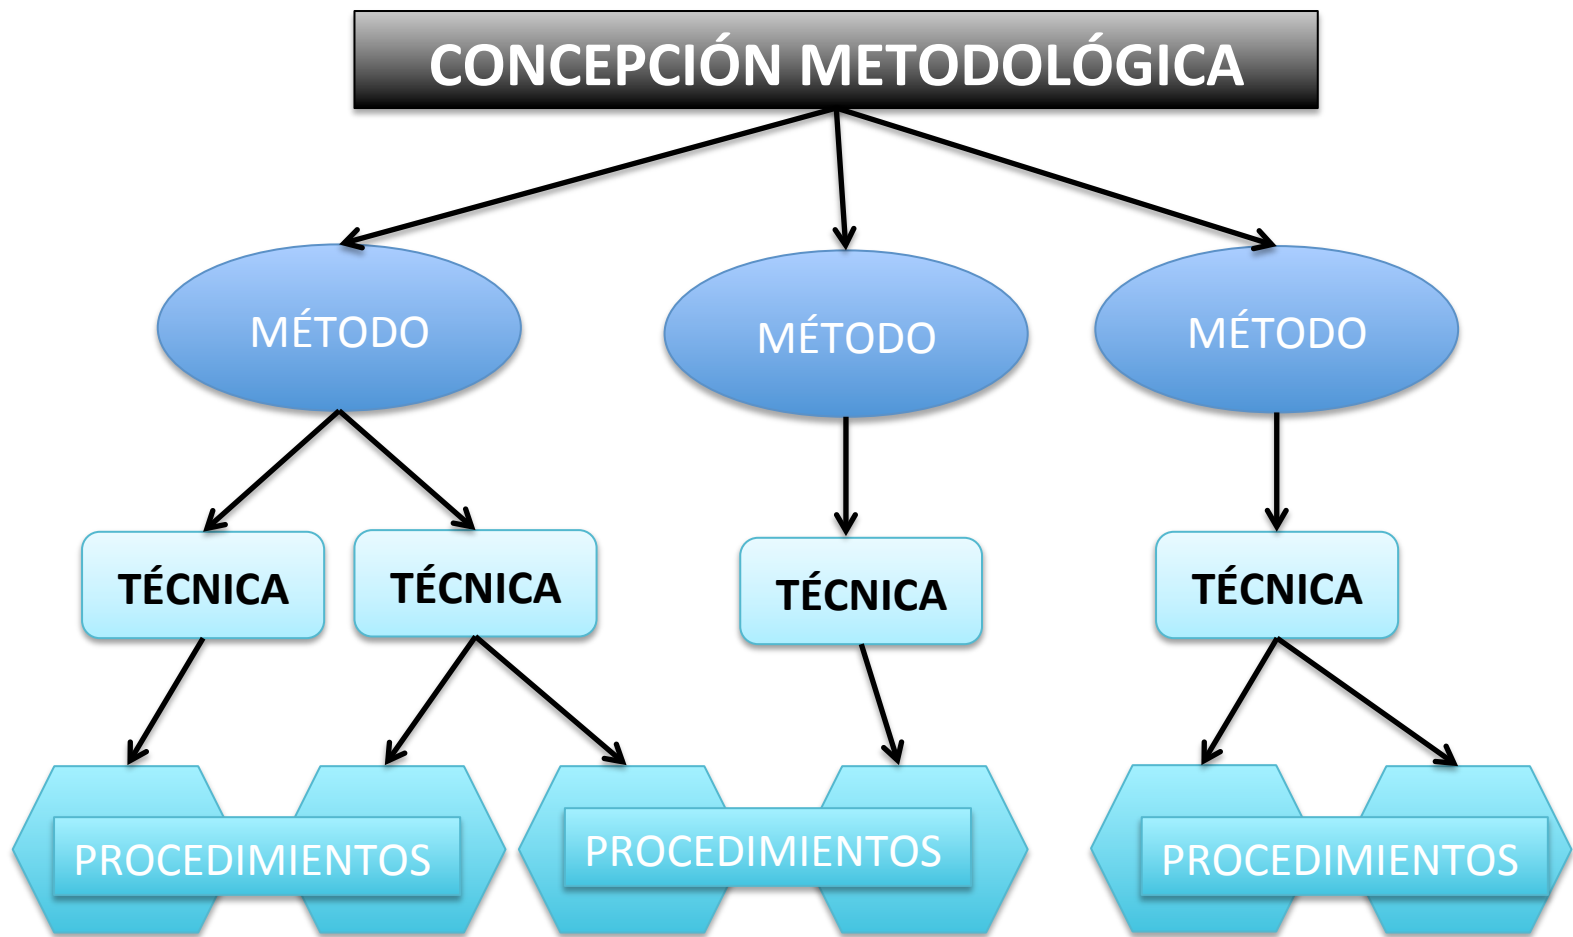 CONCEPCIÓN METODOLÓGICA
MÉTODO
MÉTODO
MÉTODO
TÉCNICA
TÉCNICA
TÉCNICA
TÉCNICA
PROCEDIMIENTOS
PROCEDIMIENTOS
PROCEDIMIENTOS